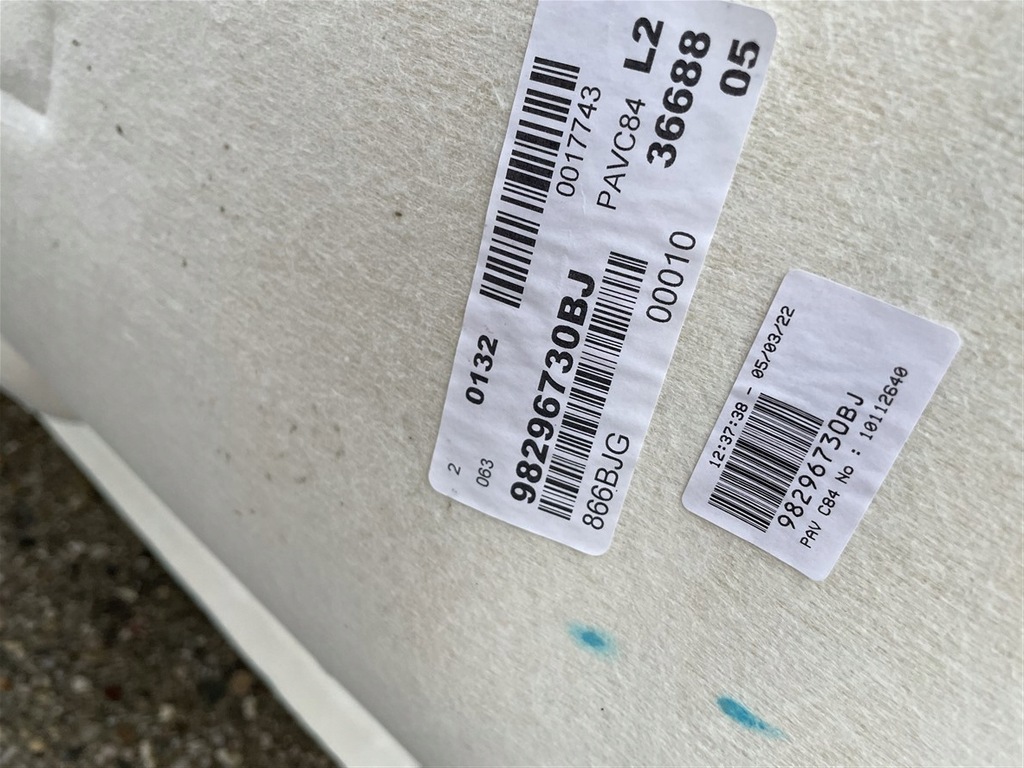 L2
0017743
PAVC84
36688
05
0132
00010
2
063
98296730BJ
866BJG
12:37:38 - 05/03/22
98296730BJ
PAV C84 No : 10112640